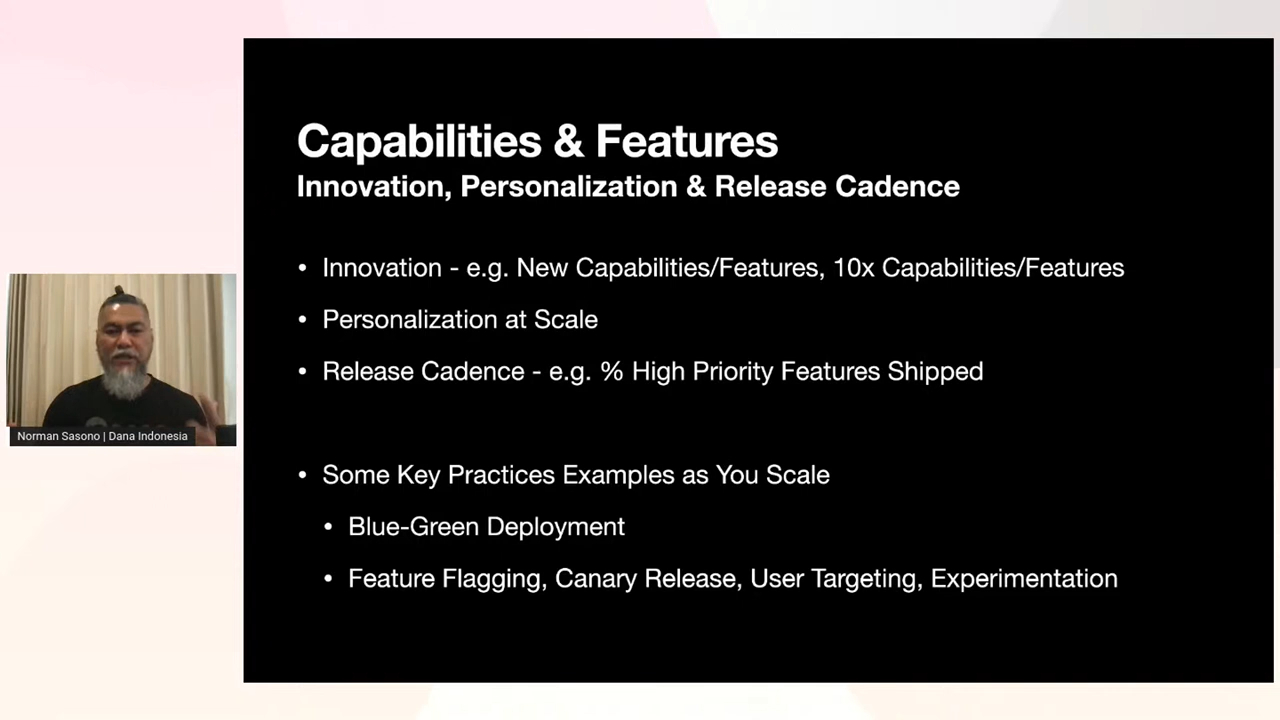 Capabilities & Features
Innovation, Personalization & Release Cadence
• Innovation - e.g. New Capabilities/Features, 10x Capabilities/Features
• Personalization at Scale
• Release Cadence - e.g. % High Priority Features Shipped
• Some Key Practices Examples as You Scale
• Blue-Green Deployment
• Feature Flagging, Canary Release, User Targeting, Experimentation
Norman Sasono | Dana Indonesia